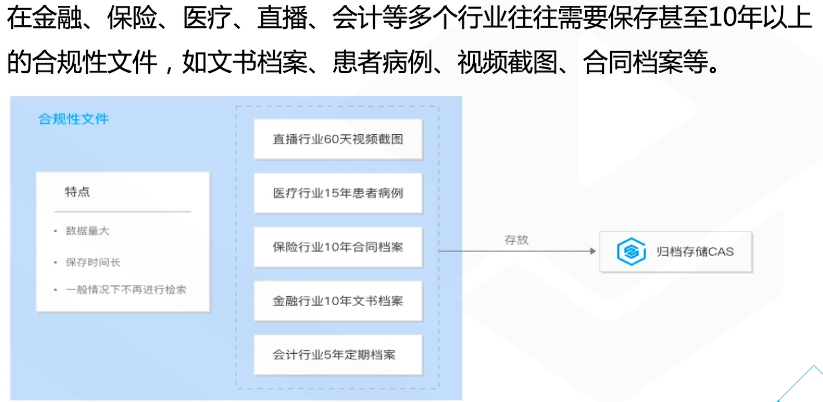 在金融、保险、医疗、直播、会计等多个行业往往需要保存甚至10年以上
的合规性文件，如文书档案、患者病例、视频截图、合同档案等。
合规性文件
特点
• 数据量大
• 保存时间长
• 一般情况下不再进行检索
直播行业60天视频截图
医疗行业15年患者病例
保险行业10年合同档案
金融行业10年文书档案
会计行业5年定期档案
存放
归档存储CAS